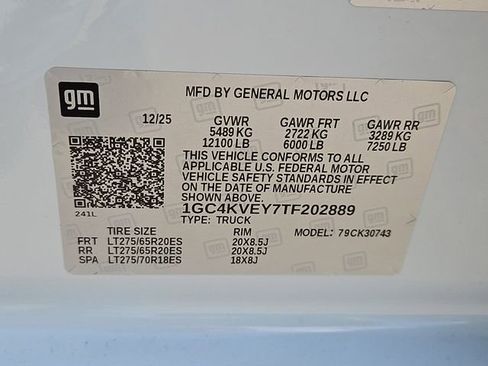 gm
MFD BY GENERAL MOTORS LLC
12/25 GVWR GAWR FRT GAWR RR
5489 KG 2722 KG 3289 KG
12100 LB 6000 LB 7250 LB
THIS VEHICLE CONFORMS TO ALL
APPLICABLE U.S. FEDERAL MOTOR
VEHICLE SAFETY STANDARDS IN EFFECT
ON THE DATE OF MANUFACTURE
SHOWN ABOVE.
1GC4KVEY7TF202889
241L TYPE: TRUCK MODEL: 79CK30743
TIRE SIZE RIM
FRT LT275/65R20ES 20X8.5J
RR LT275/65R20ES 20X8.5J
SPA LT275/70R18ES 18X8J